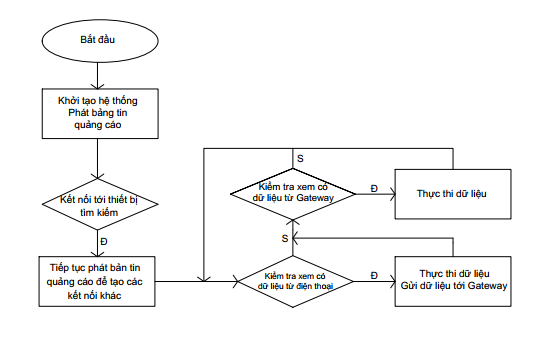 Bắt đầu
Khởi tạo hệ thống
Phát bảng tin
quảng cáo
Kết nối tới thiết bị
tìm kiếm
Đ
Tiếp tục phát bản tin
quảng cáo để tạo các
kết nối khác
S
Kiểm tra xem có
dữ liệu từ Gateway
Đ
Thực thi dữ liệu
S
Kiểm tra xem có
dữ liệu từ điện thoại
Đ
Thực thi dữ liệu
Gửi dữ liệu tới Gateway